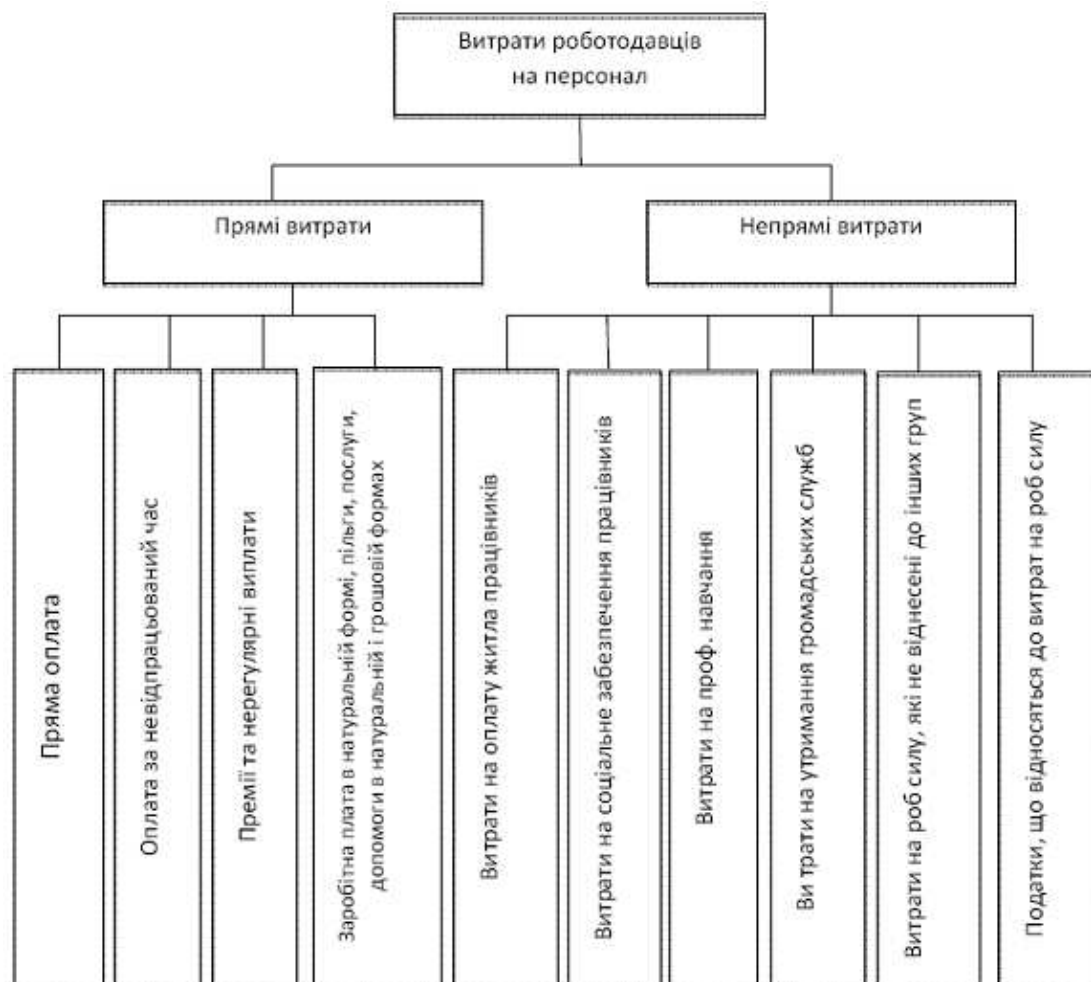 Витрати роботодавців
на персонал
Прямі витрати
Непрямі витрати
Пряма оплата
Оплата за невідпрацьований час
Премії та нерегулярні виплати
Заробітна плата в натуральній формі, пільги, послуги,
допомоги в натуральній і грошовій формах
Витрати на оплату житла працівників
Витрати на соціальне забезпечення працівників
Витрати на проф. навчання
Ви трати на утримання громадських служб
Витрати на роб силу, які не віднесені до інших груп
Податки, що відносяться до витрат на роб силу